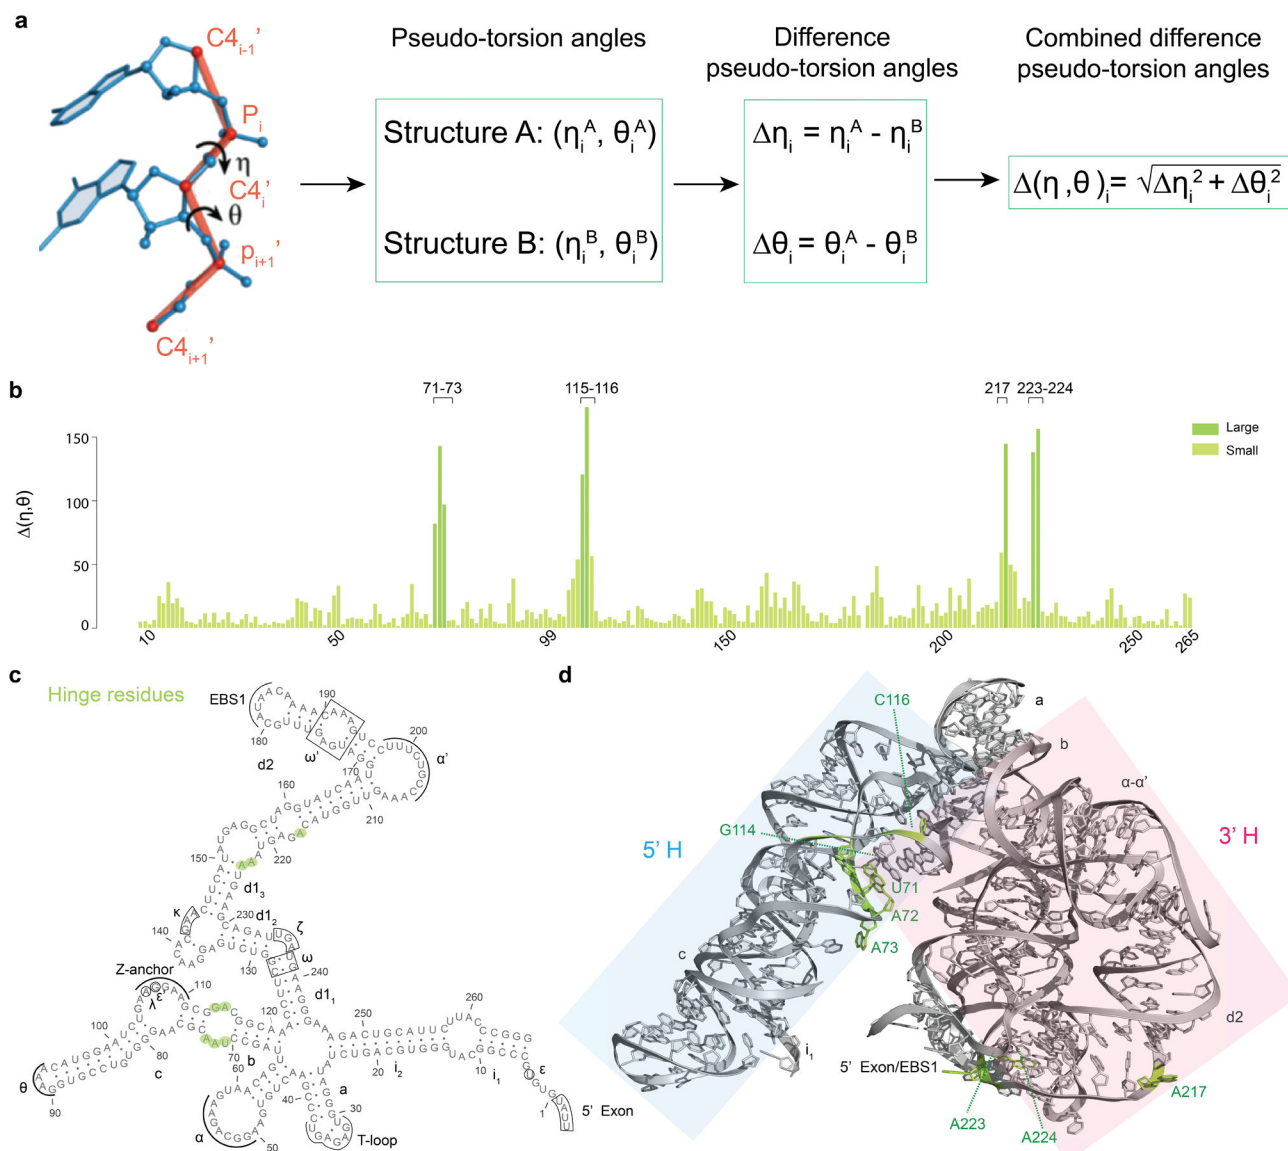 a
C4i-1'
Pi
η
C4i'
θ
pi+1'
C4i+1'
Pseudo-torsion angles
Structure A: (ηiA, θiA)
Structure B: (ηiB, θiB)
Difference
pseudo-torsion angles
Δηi = ηiA - ηiB
Δθi = θiA - θiB
Combined difference
pseudo-torsion angles
Δ(η ,θ )i = √Δηi2 + Δθi2
b
71-73
115-116
217
223-224
Large
Small
Δ(η,θ)
150
100
50
0
10
50
99
150
200
250
265
c
Hinge residues
EBS1
190
180
ω'
d2
200
α'
170
160
210
150
220
d13
κ
140
230
d12
ζ
130
ω
240
Z-anchor
110
λ
ε'
d11
100
120
250
260
θ
80
70
b
c
90
60
a
40
20
i2
10
i1
ε
1
5' Exon
30
α
50
T-loop
d
C116
a
b
α-α'
G114
5' H
3' H
U71
A72
A73
c
i1
d2
5' Exon/EBS1
A217
A223
A224